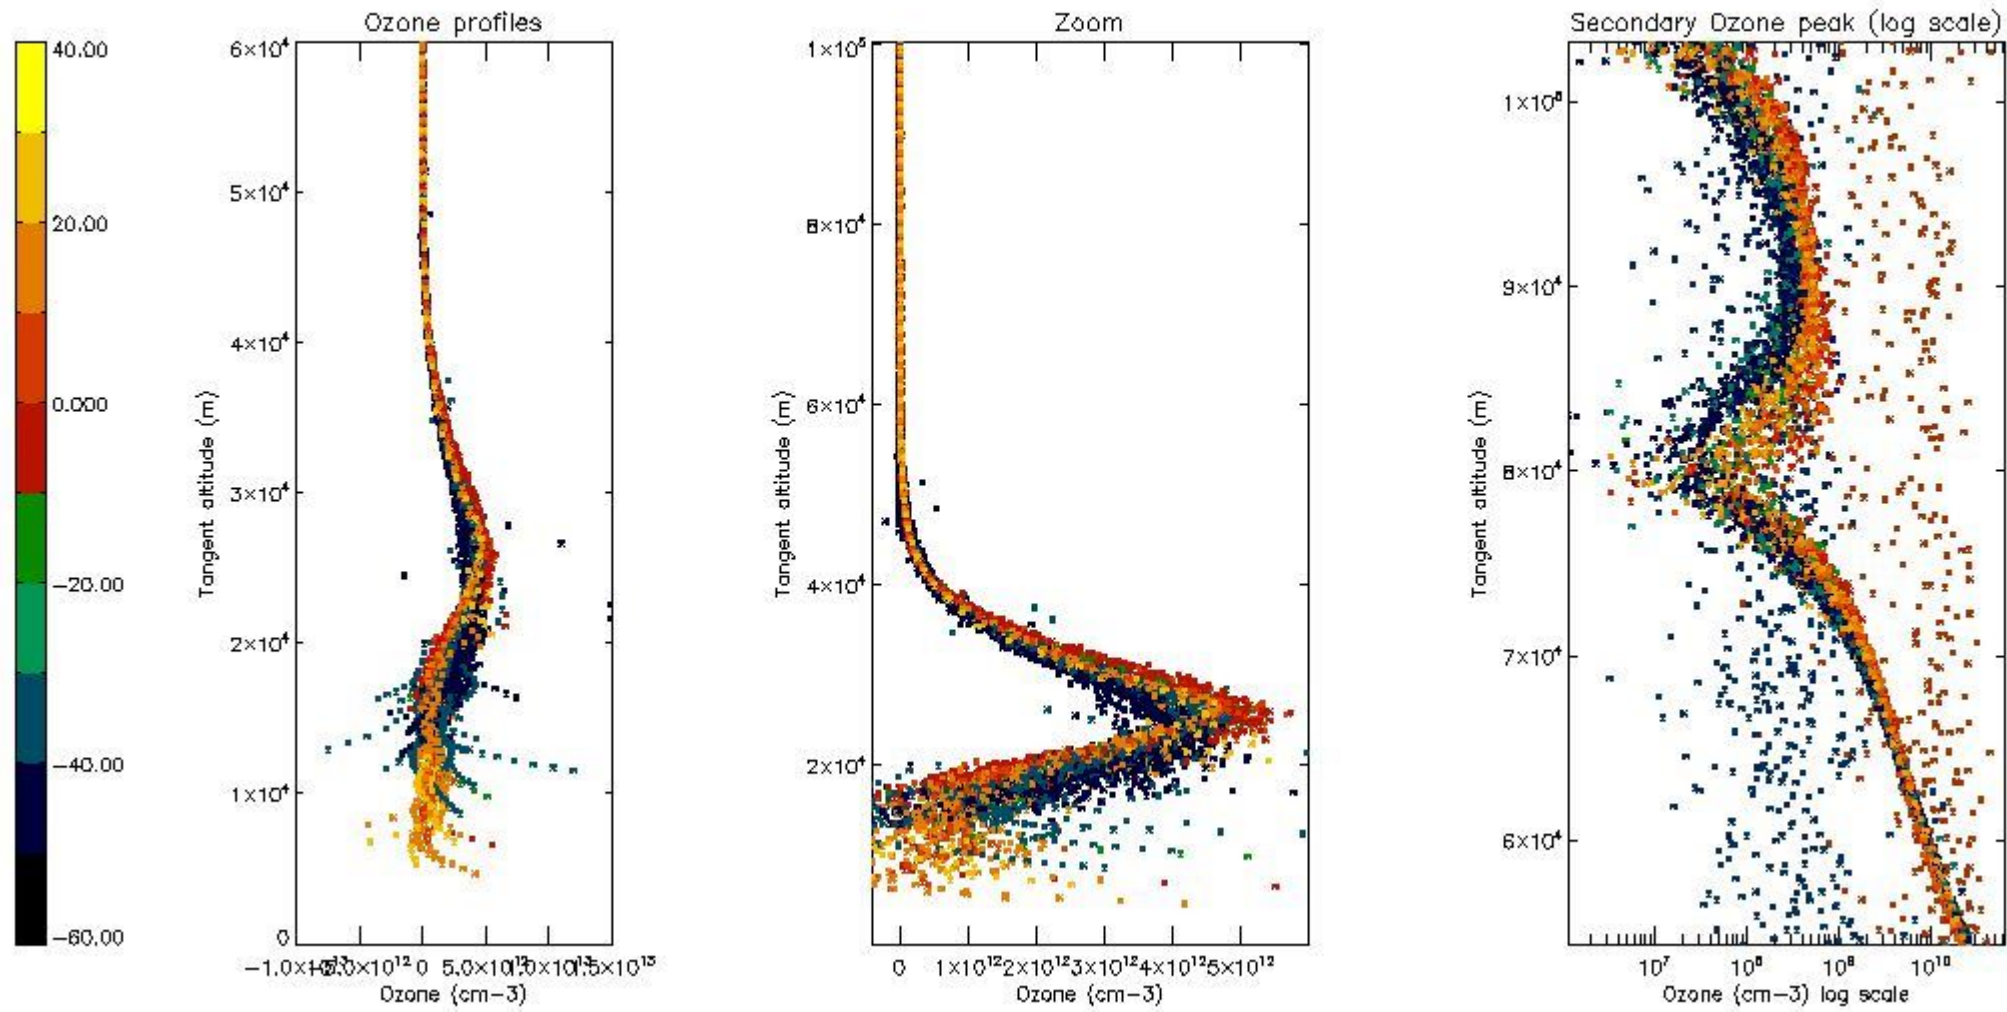 Ozone profiles
Zoom
Secondary Ozone peak (log scale)
40.00
20.00
0.000
−20.00
−40.00
−60.00
6×10⁴
5×10⁴
4×10⁴
3×10⁴
2×10⁴
1×10⁴
0
Tangent altitude (m)
0 5.0×10¹²
Ozone (cm−3)
1×10⁵
8×10⁴
6×10⁴
4×10⁴
2×10⁴
Tangent altitude (m)
0 1×10¹² 2×10¹² 3×10¹² 4×10¹² 5×10¹²
Ozone (cm−3)
9×10⁴
8×10⁴
7×10⁴
6×10⁴
Tangent altitude (m)
10⁷ 10⁸ 10⁹ 10¹⁰
Ozone (cm−3) log scale